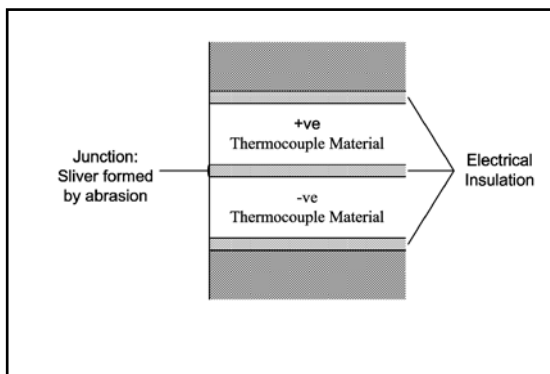 +ve
Thermocouple Material
Junction:
Sliver formed
by abrasion
Electrical
Insulation
-ve
Thermocouple Material